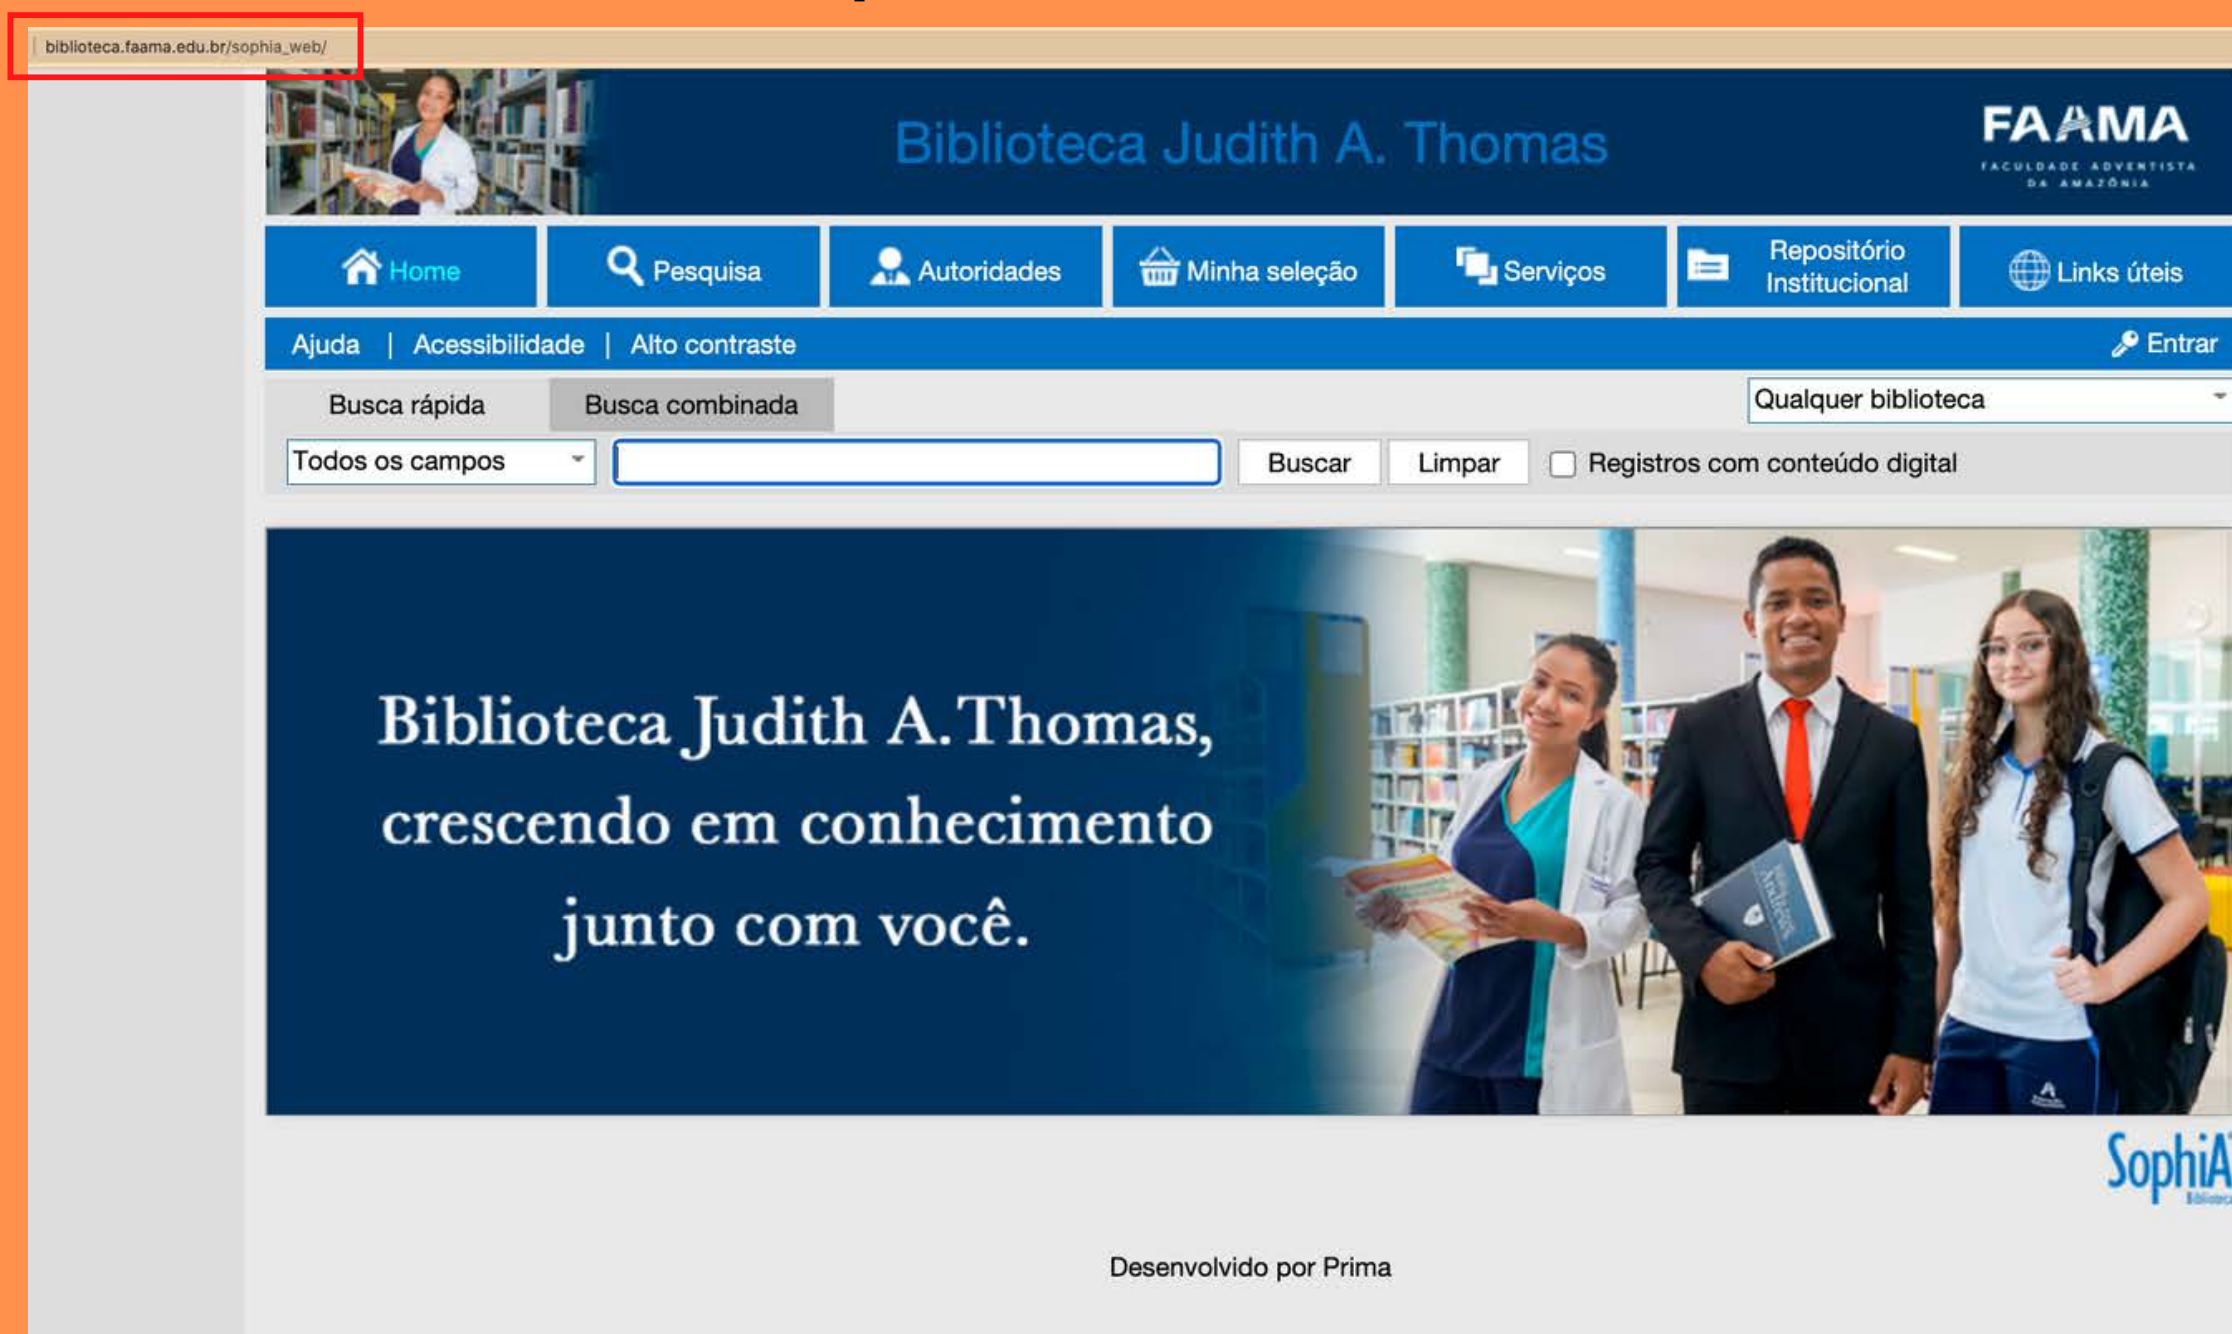 biblioteca.faama.edu.br/sophia_web/
Biblioteca Judith A. Thomas
FAAMA
FACULDADE ADVENTISTA
DA AMAZÔNIA
Home
Pesquisa
Autoridades
Minha seleção
Serviços
Repositório
Institucional
Links úteis
Ajuda | Acessibilidade | Alto contraste
Entrar
Busca rápida
Busca combinada
Qualquer biblioteca
Todos os campos
Buscar
Limpar
Registros com conteúdo digital
Biblioteca Judith A. Thomas,
crescendo em conhecimento
junto com você.
Andrews
SophiA
Biblioteca
Desenvolvido por Prima